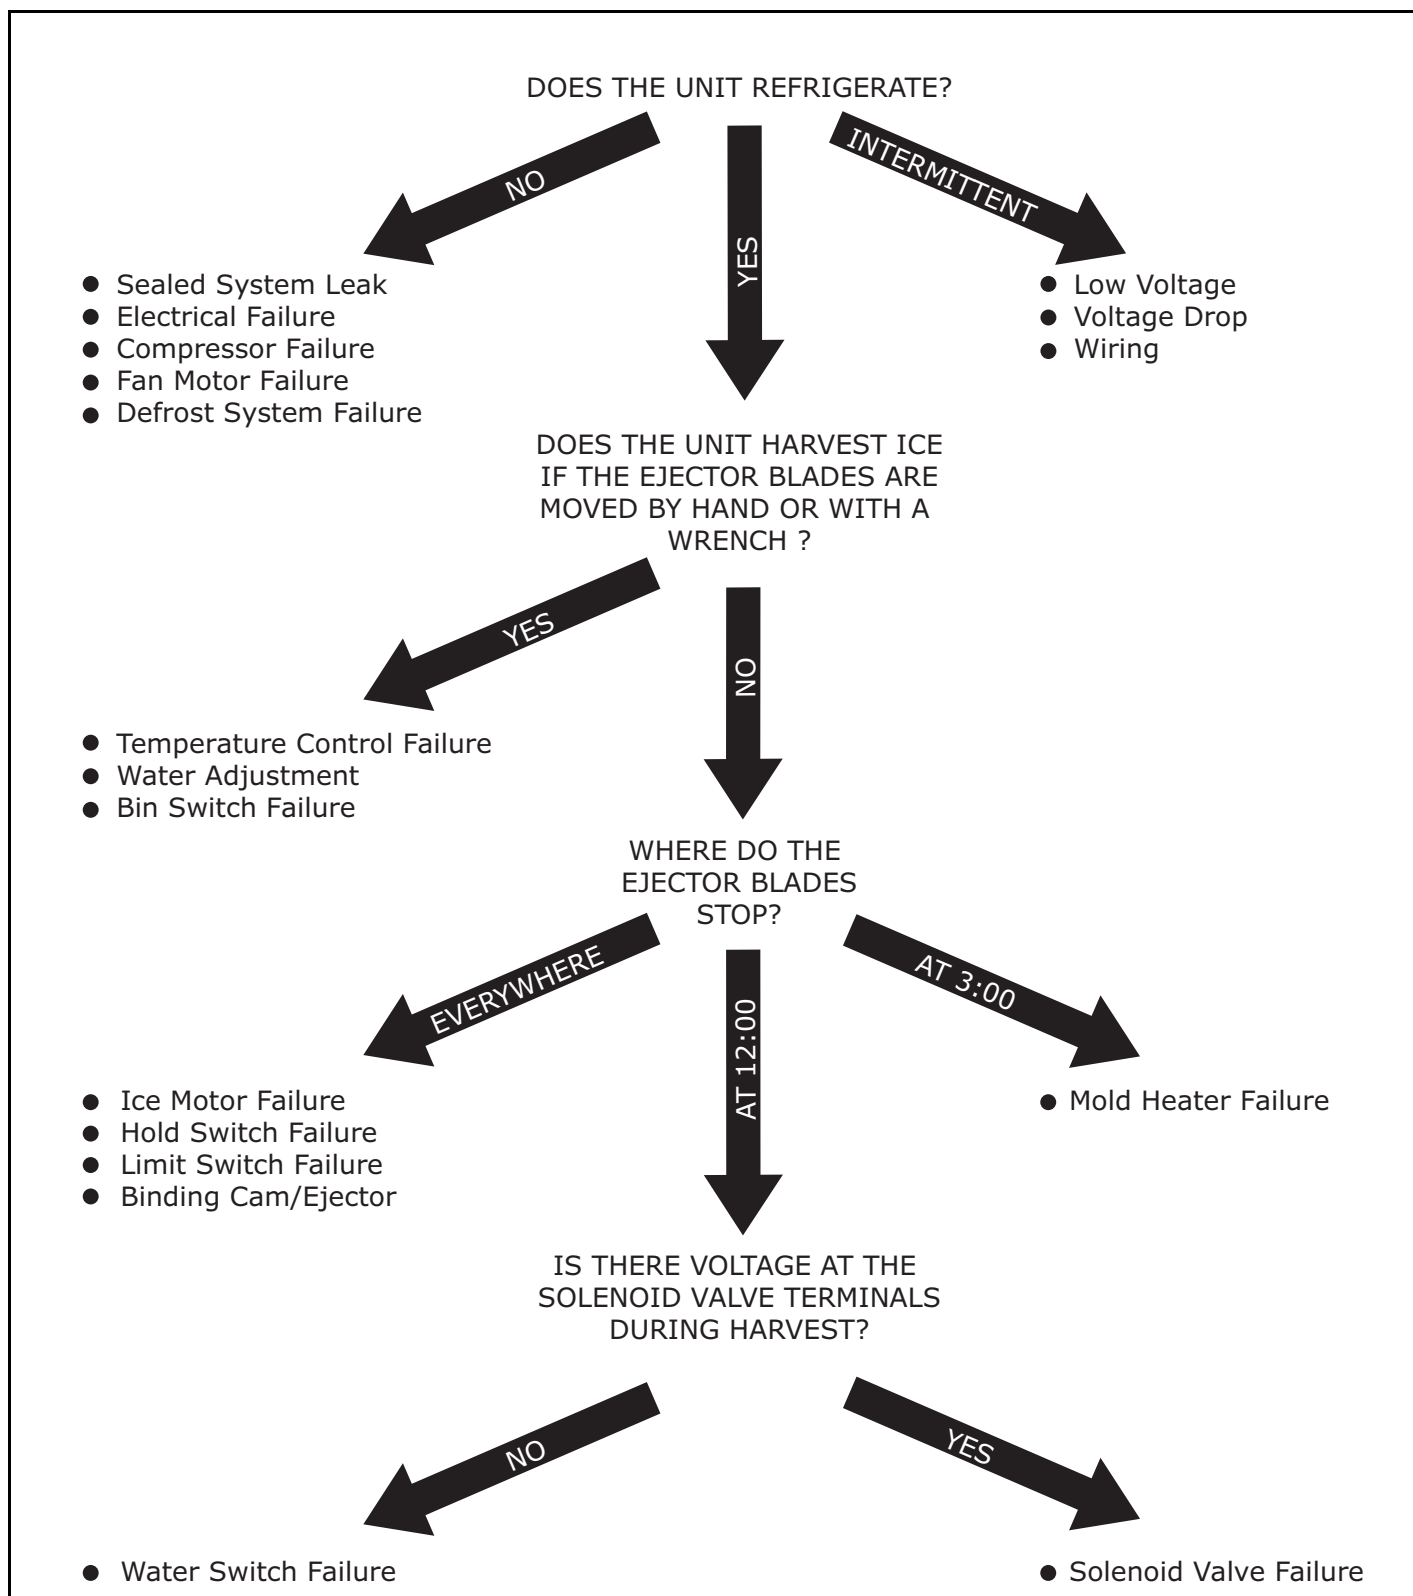 DOES THE UNIT REFRIGERATE?
NO
YES
INTERMITTENT
● Sealed System Leak
● Electrical Failure
● Compressor Failure
● Fan Motor Failure
● Defrost System Failure
● Low Voltage
● Voltage Drop
● Wiring
DOES THE UNIT HARVEST ICE
IF THE EJECTOR BLADES ARE
MOVED BY HAND OR WITH A
WRENCH ?
YES
NO
● Temperature Control Failure
● Water Adjustment
● Bin Switch Failure
WHERE DO THE
EJECTOR BLADES
STOP?
EVERYWHERE
AT 12:00
AT 3:00
● Ice Motor Failure
● Hold Switch Failure
● Limit Switch Failure
● Binding Cam/Ejector
● Mold Heater Failure
IS THERE VOLTAGE AT THE
SOLENOID VALVE TERMINALS
DURING HARVEST?
NO
YES
● Water Switch Failure
● Solenoid Valve Failure